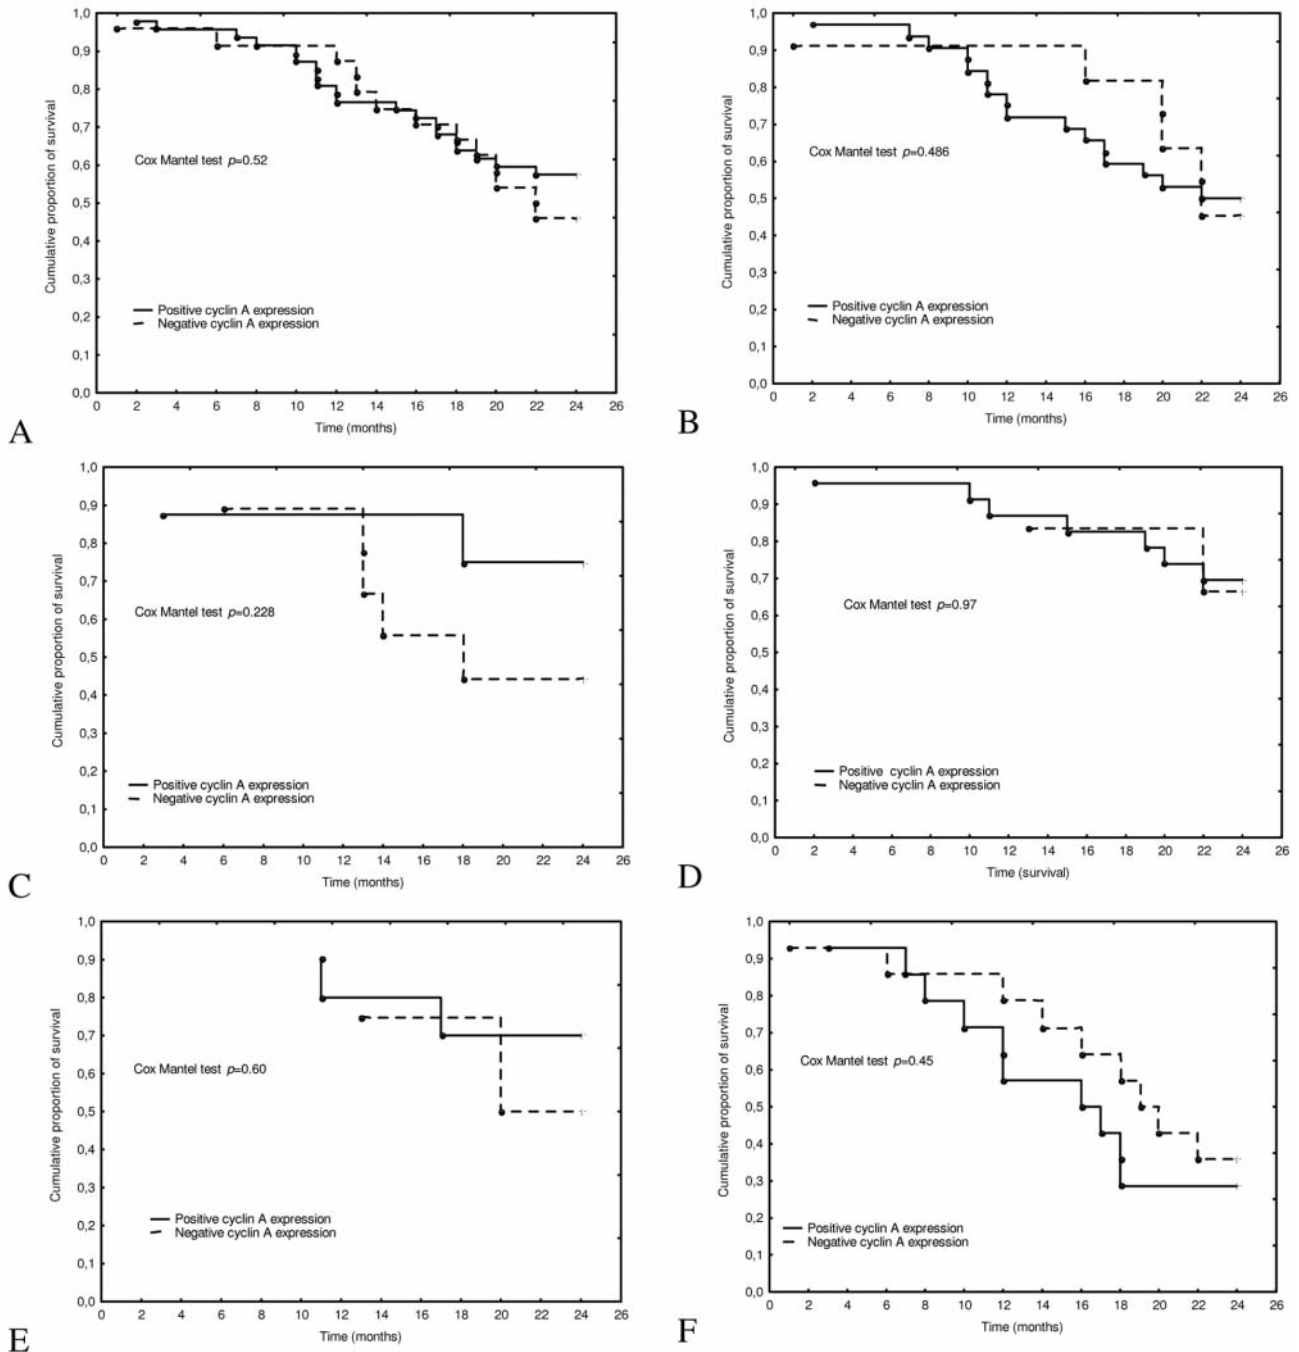 1,0
0,9
0,8
0,7
0,6
0,5
0,4
0,3
0,2
0,1
0,0
Cumulative proportion of survival
Cox Mantel test p=0.52
Positive cyclin A expression
Negative cyclin A expression
0 2 4 6 8 10 12 14 16 18 20 22 24 26
Time (months)
A
1,0
0,9
0,8
0,7
0,6
0,5
0,4
0,3
0,2
0,1
0,0
Cumulative proportion of survival
Cox Mantel test p=0.486
Positive cyclin A expression
Negative cyclin A expression
0 2 4 6 8 10 12 14 16 18 20 22 24 26
Time (months)
B
1,0
0,9
0,8
0,7
0,6
0,5
0,4
0,3
0,2
0,1
0,0
Cumulative proportion of survival
Cox Mantel test p=0.228
Positive cyclin A expression
Negative cyclin A expression
0 2 4 6 8 10 12 14 16 18 20 22 24 26
Time (months)
C
1,0
0,9
0,8
0,7
0,6
0,5
0,4
0,3
0,2
0,1
0,0
Cumulative proportion of survival
Cox Mantel test p=0.97
Positive cyclin A expression
Negative cyclin A expression
0 2 4 6 8 10 12 14 16 18 20 22 24 26
Time (survival)
D
1,0
0,9
0,8
0,7
0,6
0,5
0,4
0,3
0,2
0,1
0,0
Cumulative proportion of survival
Cox Mantel test p=0.60
Positive cyclin A expression
Negative cyclin A expression
0 2 4 6 8 10 12 14 16 18 20 22 24 26
Time (months)
E
1,0
0,9
0,8
0,7
0,6
0,5
0,4
0,3
0,2
0,1
0,0
Cumulative proportion of survival
Cox Mantel test p=0.45
Positive cyclin A expression
Negative cyclin A expression
0 2 4 6 8 10 12 14 16 18 20 22 24 26
Time (months)
F